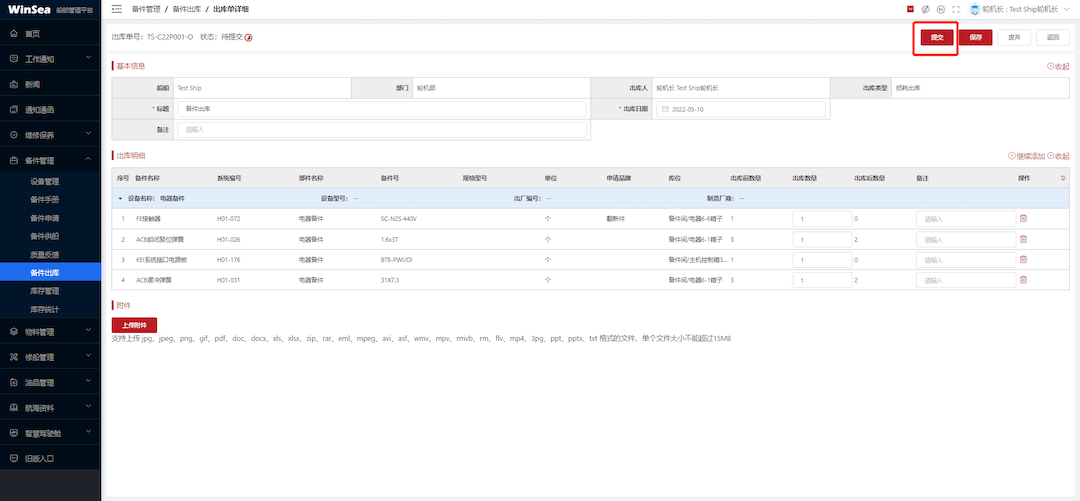 WinSea 船舶管理平台
备件管理 / 备件出库 / 出库单详细
轮机长 : Test Ship轮机长
首页
工作通知
新闻
通知通函
维修保养
备件管理
设备管理
备件手册
备件申请
备件供船
质量反馈
备件出库
库存管理
库存统计
物料管理
修船管理
油品管理
航海资料
智慧驾驶舱
旧版入口
出库单号: TS-C22P001-O 状态: 待提交
提交 保存 废弃 返回
基本信息 收起
船舶 Test Ship 部门 轮机部 出库人 轮机长 Test Ship轮机长 出库类型 损耗出库
* 标题 备件出库 * 出库日期 2022-05-10
备注 请输入
出库明细 继续添加 收起
序号 备件名称 系统编号 部件名称 备件号 规格型号 单位 申请品牌 库位 出库前数量 出库数量 出库后数量 备注 操作
设备名称: 电器备件 设备型号: -- 出厂编号: -- 制造厂商: --
1 FE接触器 H01-072 电器备件 SC-N2S 440V 个 翻新件 备件间/电器6-6箱子 1 1 0 请输入
2 ACB锁闭复位弹簧 H01-026 电器备件 1.6x3T 个 备件间/电器6-1箱子 3 1 2 请输入
3 KEI系统插口电路板 H01-176 电器备件 8TB-PWI/OI 个 备件间/主机控制箱3... 1 1 0 请输入
4 ACB缓冲弹簧 H01-031 电器备件 31X7.3 个 备件间/电器6-1箱子 3 1 2 请输入
附件
上传附件
支持上传 jpg、jpeg、png、gif、pdf、doc、docx、xls、xlsx、zip、rar、eml、mpeg、avi、asf、wmv、mpv、rmvb、rm、flv、mp4、3pg、ppt、pptx、txt 格式的文件，单个文件大小不能超过15MB